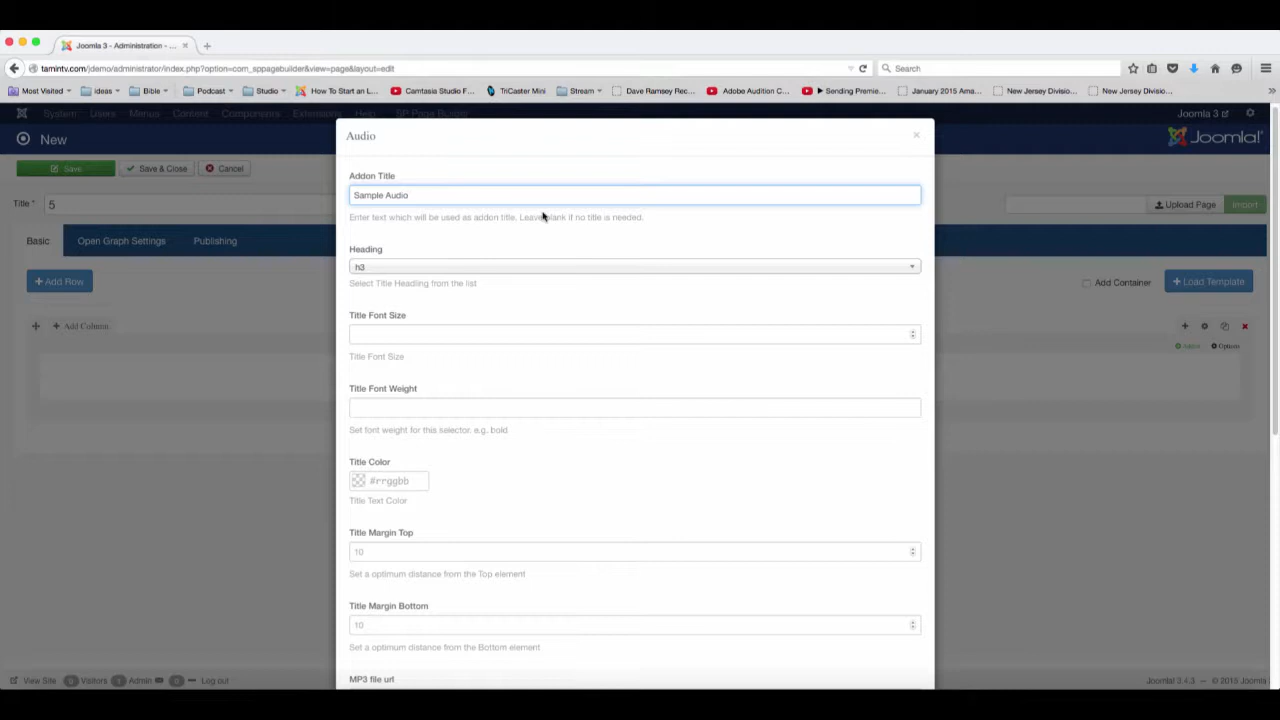 Joomla 3 - Administration - ...
tamintv.com/jdemo/administrator/index.php?option=com_sppagebuilder&view=page&layout=edit
Search
Most Visited
ideas
Bible
Podcast
Studio
How To Start an L...
Camtasia Studio F...
TriCaster Mini
Stream
Dave Ramsey Rec...
Adobe Audition C...
Sending Premie...
January 2015 Ama...
New Jersey Divisio...
New Jersey Divisio...
System Users Menus Content Components Extensions Help SP Page Builder
Joomla 3
New
Joomla!
Save
Save & Close
Cancel
Title *
5
Upload Page
Import
Basic
Open Graph Settings
Publishing
+ Add Row
Add Container
+ Load Template
+ Add Column
Addon
Options
Audio
×
Addon Title
Sample Audio
Enter text which will be used as addon title. Leave blank if no title is needed.
Heading
h3
Select Title Heading from the list
Title Font Size
Title Font Size
Title Font Weight
Set font weight for this selector. e.g. bold
Title Color
#rrggbb
Title Text Color
Title Margin Top
10
Set a optimum distance from the Top element
Title Margin Bottom
10
Set a optimum distance from the Bottom element
MP3 file url
View Site
0 Visitors
1 Admin
0
Log out
Joomla! 3.4.3 — © 2015 Joomla